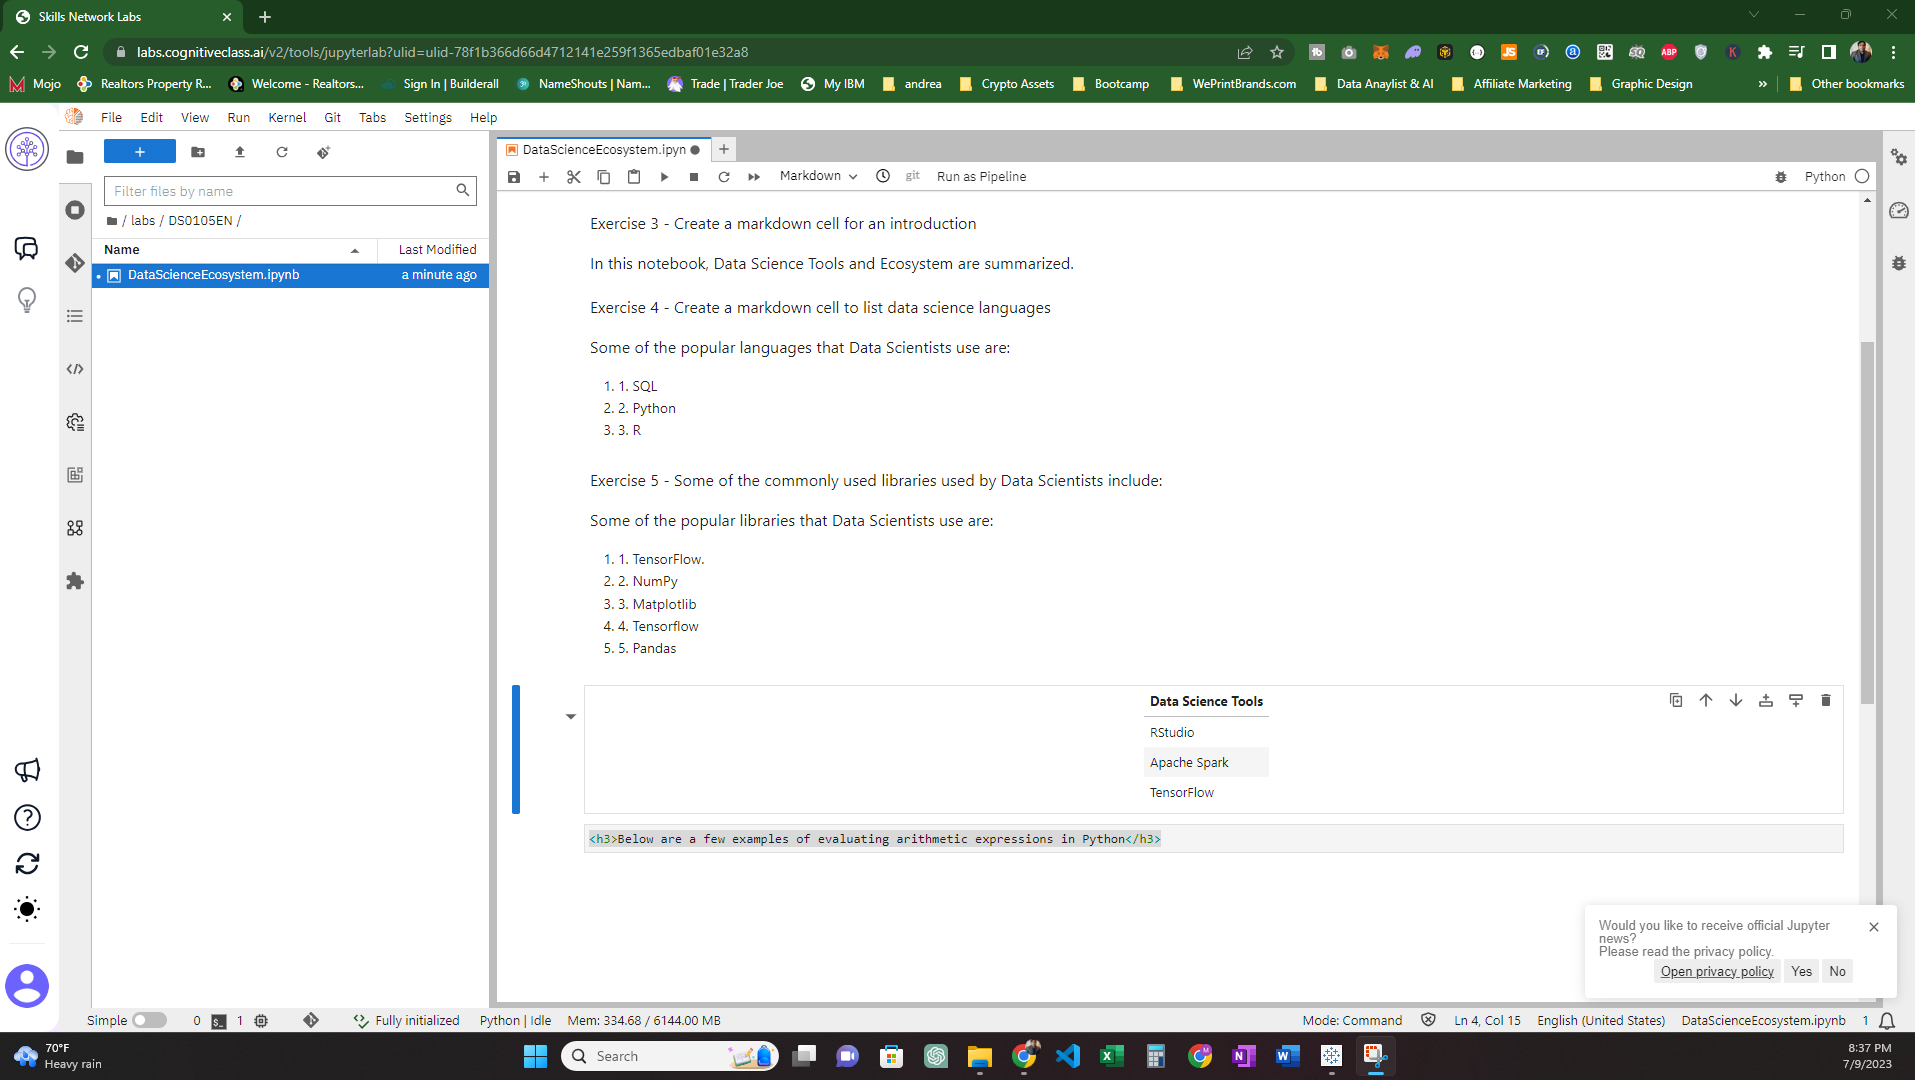 Skills Network Labs
labs.cognitiveclass.ai/v2/tools/jupyterlab?ulid=ulid-78f1b366d66d4712141e259f1365edbaf01e32a8
Mojo
Realtors Property R...
Welcome - Realtors...
Sign In | Builderall
NameShouts | Nam...
Trade | Trader Joe
My IBM
andrea
Crypto Assets
Bootcamp
WePrintBrands.com
Data Anaylist & AI
Affiliate Marketing
Graphic Design
»
Other bookmarks
File Edit View Run Kernel Git Tabs Settings Help
DataScienceEcosystem.ipyn
Markdown
git
Run as Pipeline
Python
Filter files by name
/ labs / DS0105EN /
Name
Last Modified
DataScienceEcosystem.ipynb
a minute ago
Exercise 3 - Create a markdown cell for an introduction
In this notebook, Data Science Tools and Ecosystem are summarized.
Exercise 4 - Create a markdown cell to list data science languages
Some of the popular languages that Data Scientists use are:
1. 1. SQL
2. 2. Python
3. 3. R
Exercise 5 - Some of the commonly used libraries used by Data Scientists include:
Some of the popular libraries that Data Scientists use are:
1. 1. TensorFlow.
2. 2. NumPy
3. 3. Matplotlib
4. 4. Tensorflow
5. 5. Pandas
Data Science Tools
RStudio
Apache Spark
TensorFlow
<h3>Below are a few examples of evaluating arithmetic expressions in Python</h3>
Would you like to receive official Jupyter
news?
Please read the privacy policy.
Open privacy policy
Yes
No
Simple
0
1
Fully initialized
Python | Idle
Mem: 334.68 / 6144.00 MB
Mode: Command
Ln 4, Col 15
English (United States)
DataScienceEcosystem.ipynb
1
70°F
Heavy rain
Search
8:37 PM
7/9/2023